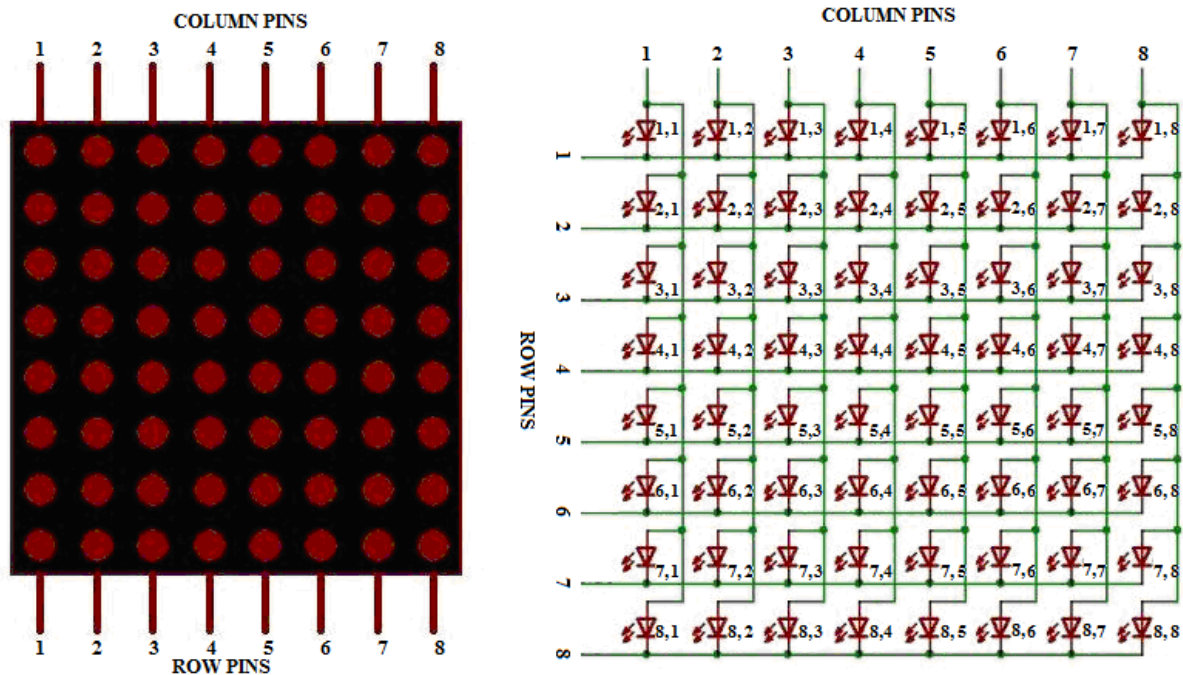 COLUMN PINS
1 2 3 4 5 6 7 8
1 2 3 4 5 6 7 8
ROW PINS
COLUMN PINS
1 2 3 4 5 6 7 8
1,1 1,2 1,3 1,4 1,5 1,6 1,7 1,8
1
2,1 2,2 2,3 2,4 2,5 2,6 2,7 2,8
2
3,1 3,2 3,3 3,4 3,5 3,6 3,7 3,8
3
ROW PINS
4,1 4,2 4,3 4,4 4,5 4,6 4,7 4,8
4
5,1 5,2 5,3 5,4 5,5 5,6 5,7 5,8
5
6,1 6,2 6,3 6,4 6,5 6,6 6,7 6,8
6
7,1 7,2 7,3 7,4 7,5 7,6 7,7 7,8
7
8,1 8,2 8,3 8,4 8,5 8,6 8,7 8,8
8